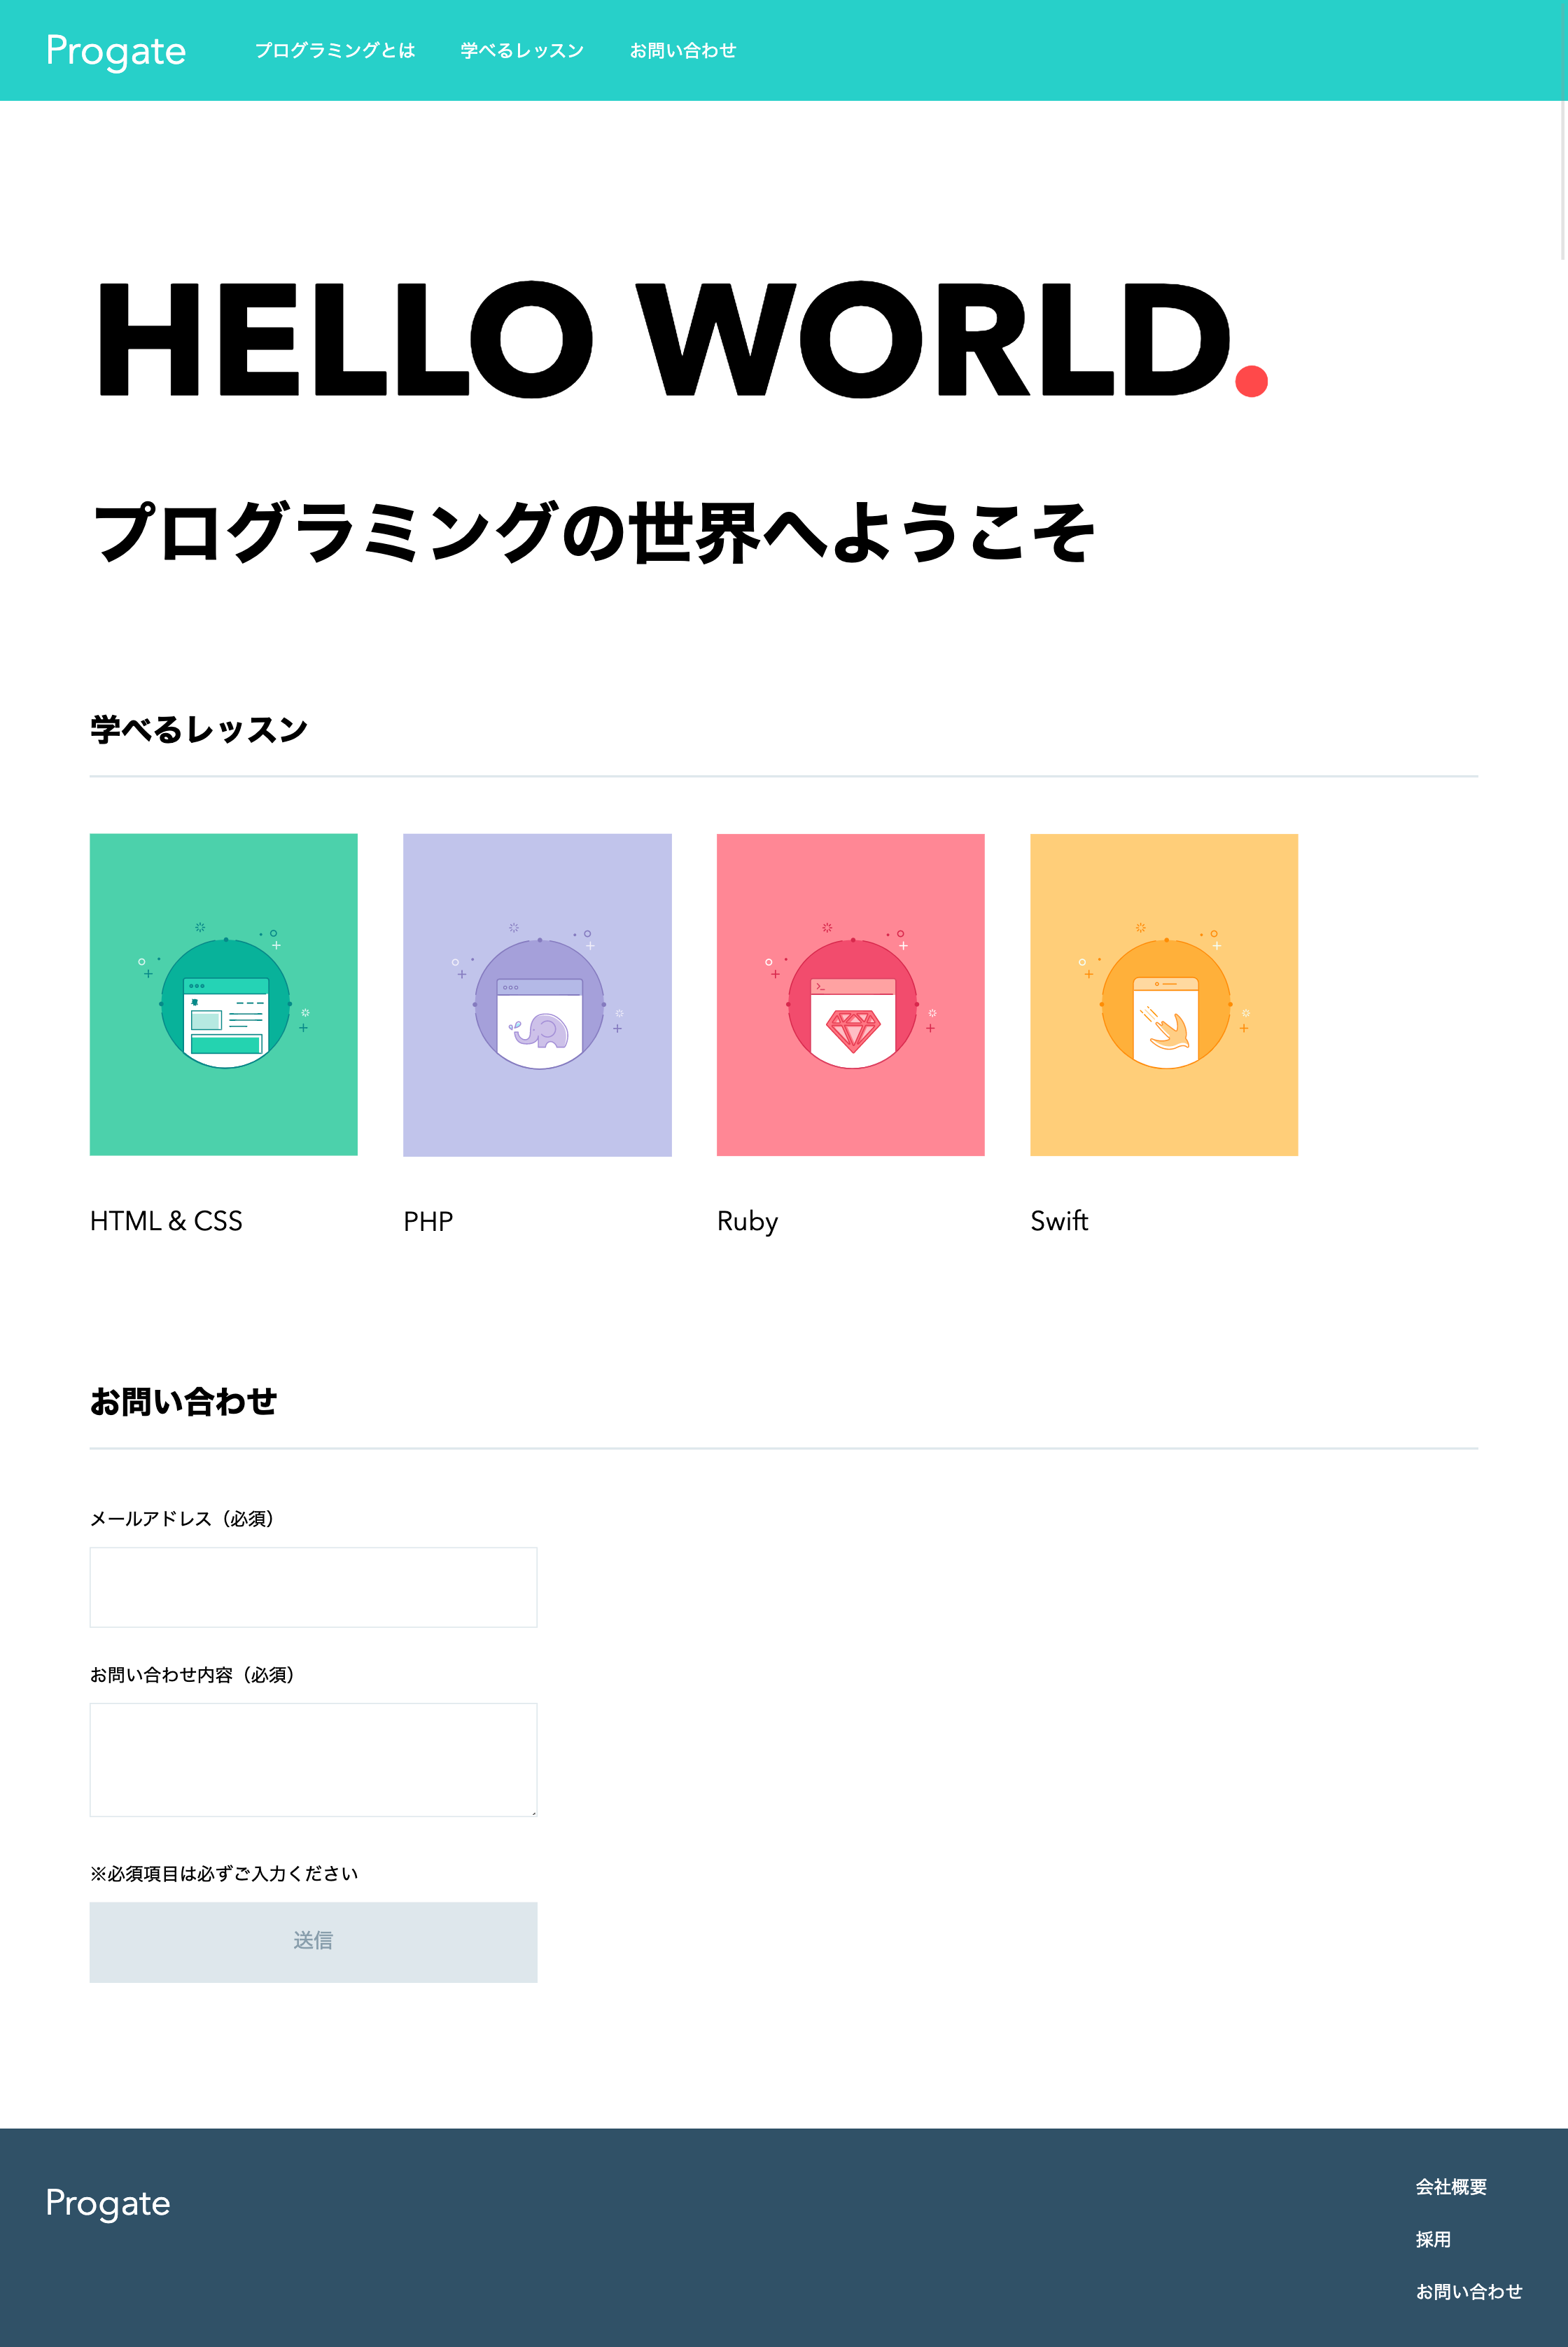 Progate
プログラミングとは
学べるレッスン
お問い合わせ
HELLO WORLD.
プログラミングの世界へようこそ
学べるレッスン
HTML & CSS
PHP
Ruby
Swift
お問い合わせ
メールアドレス（必須）
お問い合わせ内容（必須）
※必須項目は必ずご入力ください
送信
Progate
会社概要
採用
お問い合わせ